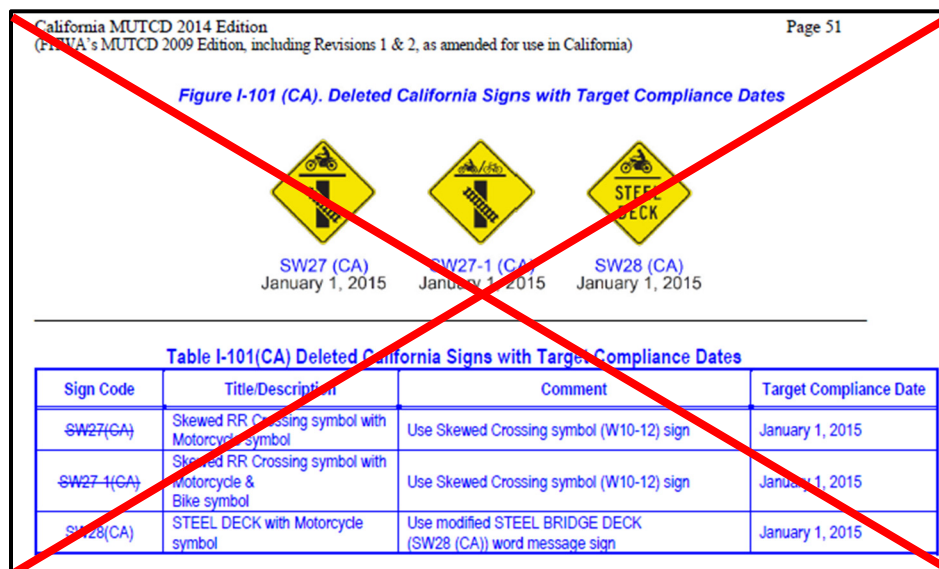 California MUTCD 2014 Edition Page 51
(FHWA's MUTCD 2009 Edition, including Revisions 1 & 2, as amended for use in California)
Figure I-101 (CA). Deleted California Signs with Target Compliance Dates
STEEL
DECK
SW27 (CA) SW27-1 (CA) SW28 (CA)
January 1, 2015 January 1, 2015 January 1, 2015
Table I-101(CA) Deleted California Signs with Target Compliance Dates
Sign Code Title/Description Comment Target Compliance Date
SW27(CA) Skewed RR Crossing symbol with Motorcycle symbol Use Skewed Crossing symbol (W10-12) sign January 1, 2015
SW27-1(CA) Skewed RR Crossing symbol with Motorcycle & Bike symbol Use Skewed Crossing symbol (W10-12) sign January 1, 2015
SW28(CA) STEEL DECK with Motorcycle symbol Use modified STEEL BRIDGE DECK (SW28 (CA)) word message sign January 1, 2015